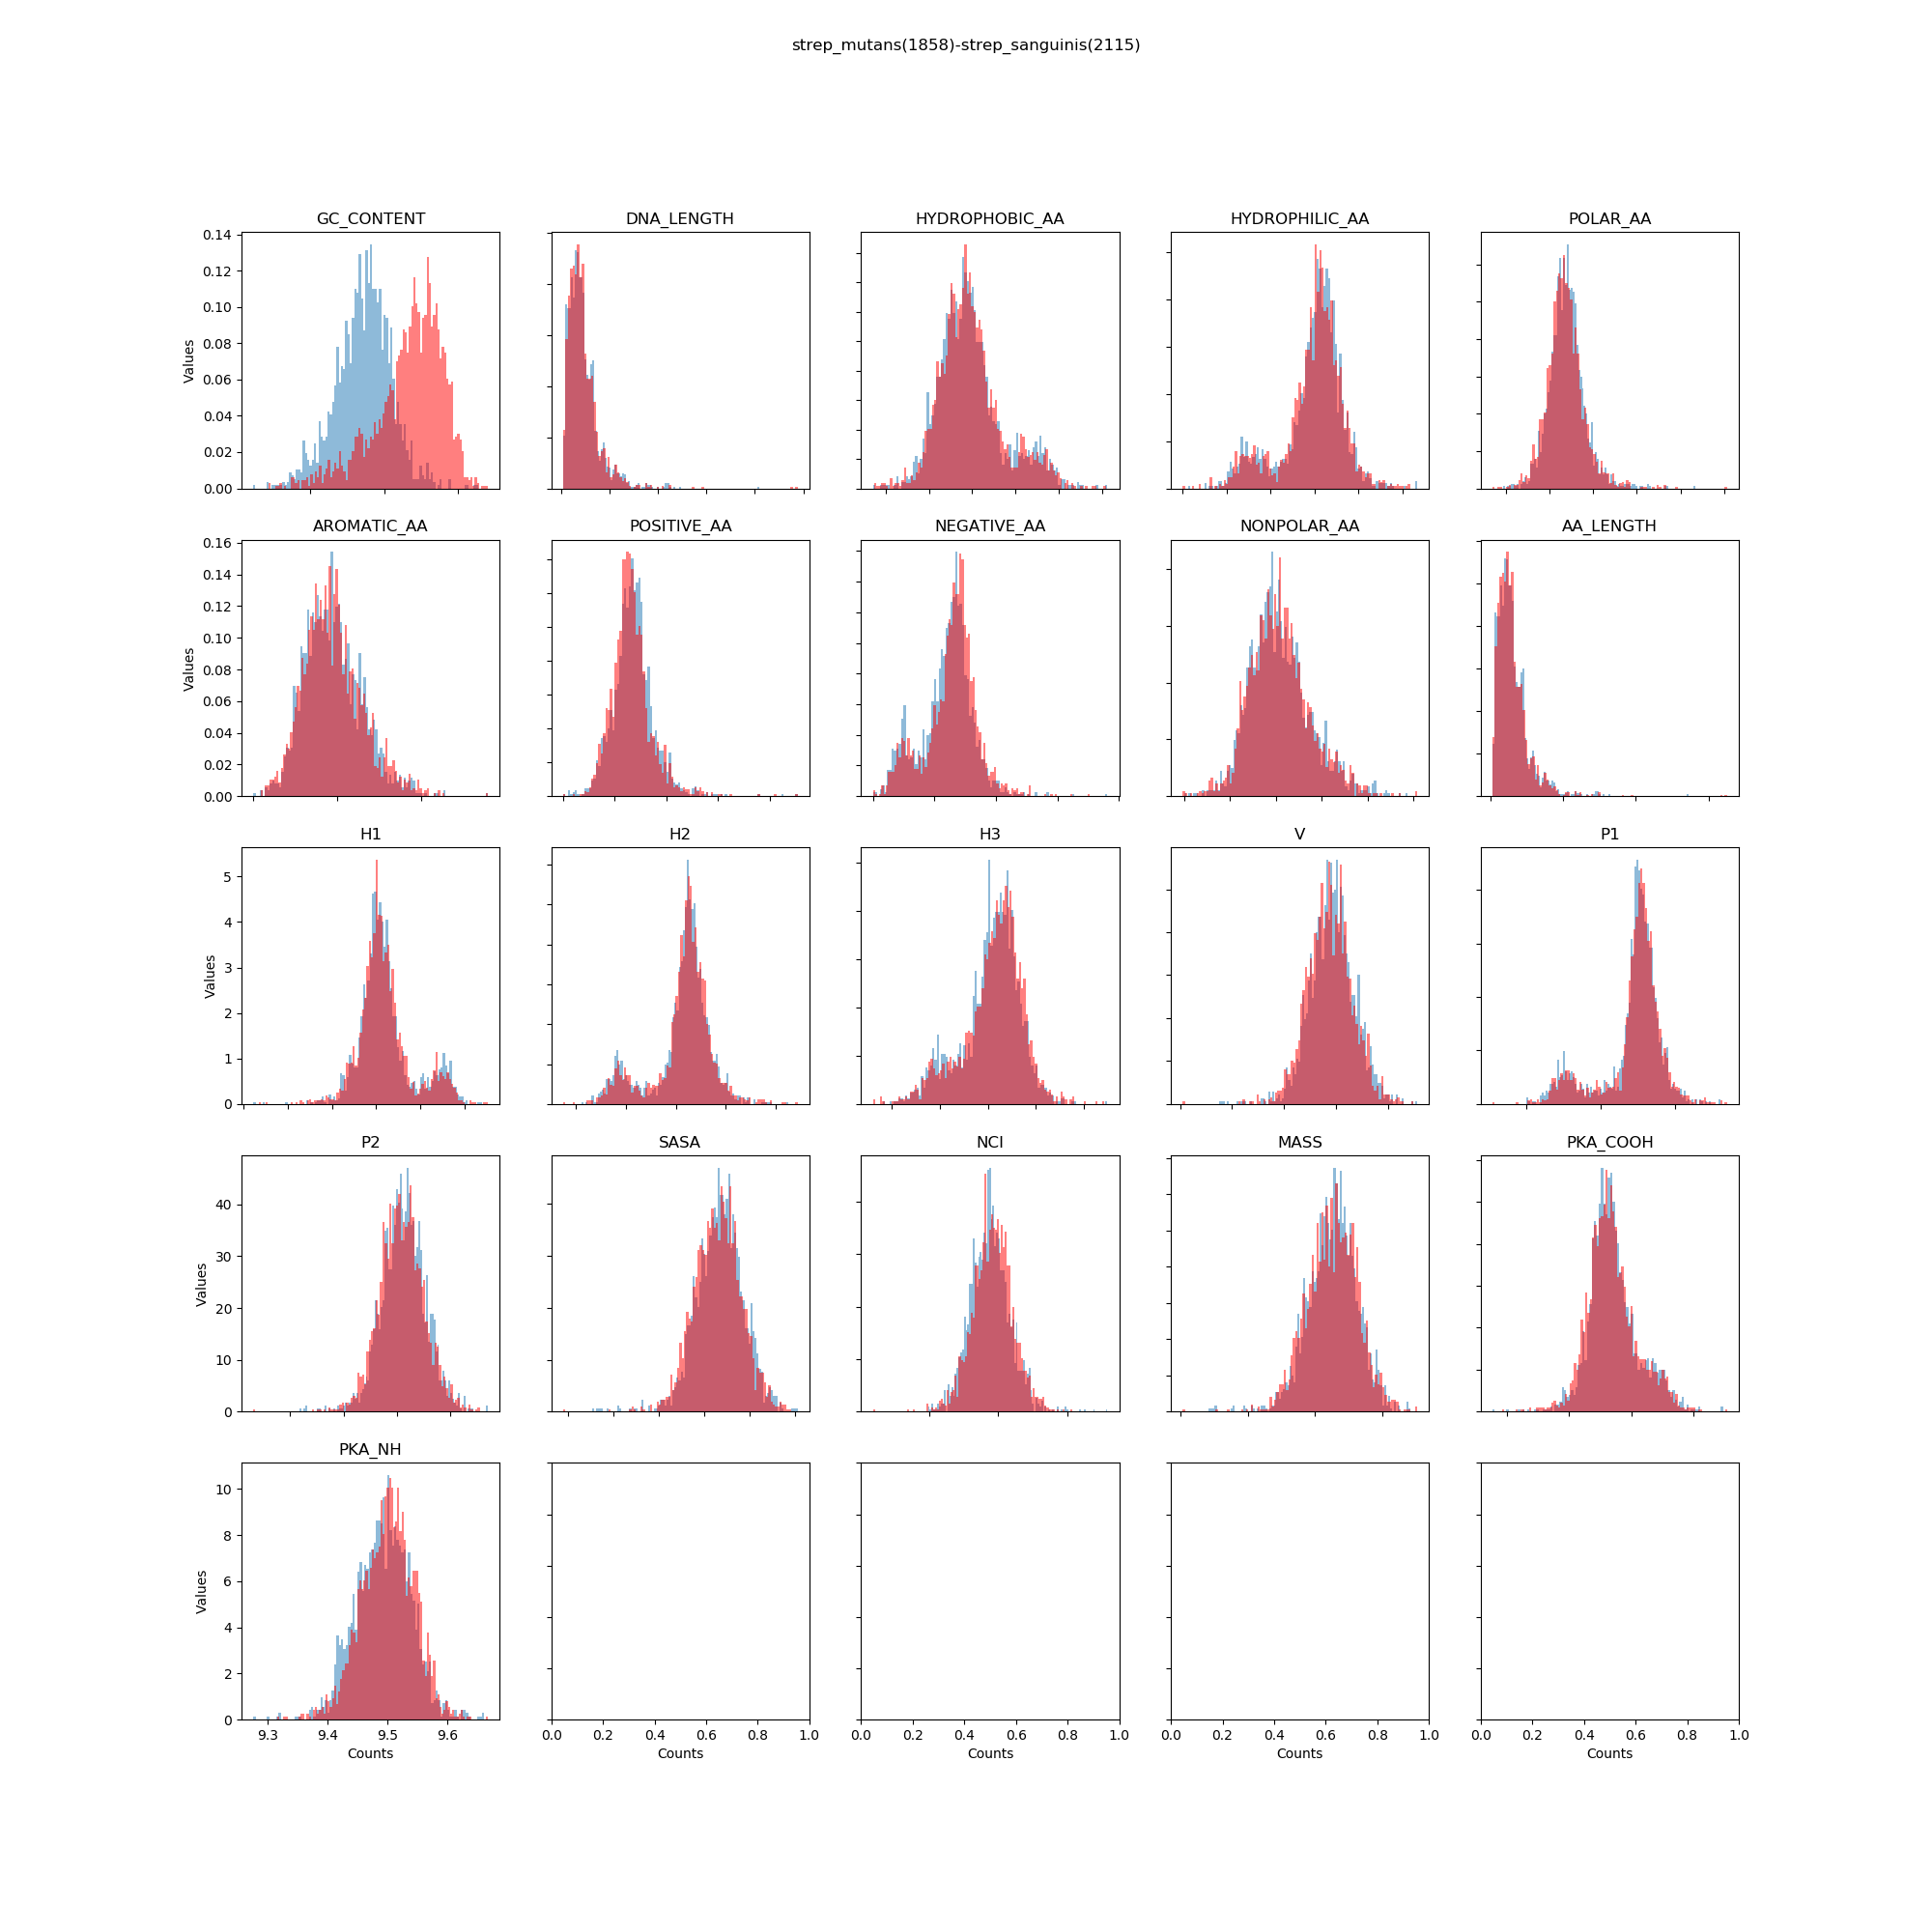 strep_mutans(1858)-strep_sanguinis(2115)
GC_CONTENT DNA_LENGTH HYDROPHOBIC_AA HYDROPHILIC_AA POLAR_AA
0.14
0.12
0.10
0.08
0.06
0.04
0.02
0.00
Values
AROMATIC_AA POSITIVE_AA NEGATIVE_AA NONPOLAR_AA AA_LENGTH
0.16
0.14
0.12
0.10
0.08
0.06
0.04
0.02
0.00
Values
H1 H2 H3 V P1
5
4
3
2
1
0
Values
P2 SASA NCI MASS PKA_COOH
40
30
20
10
0
Values
PKA_NH
10
8
6
4
2
0
Values
9.3 9.4 9.5 9.6 0.0 0.2 0.4 0.6 0.8 1.0 0.0 0.2 0.4 0.6 0.8 1.0 0.0 0.2 0.4 0.6 0.8 1.0 0.0 0.2 0.4 0.6 0.8 1.0
Counts Counts Counts Counts Counts